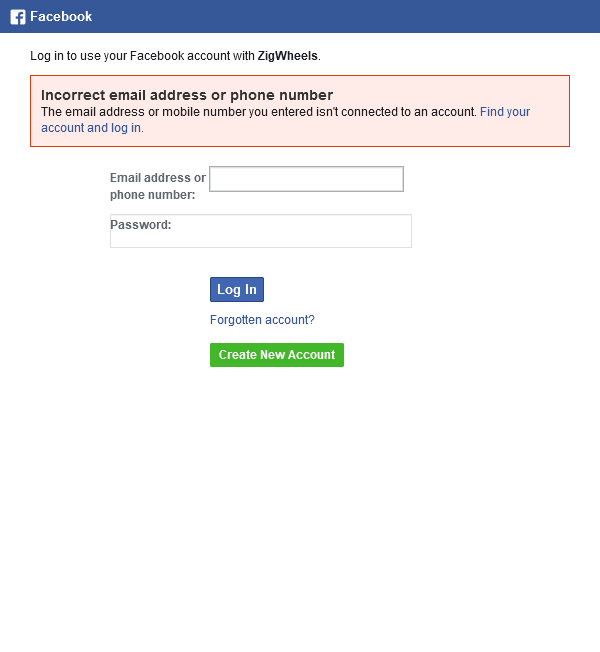 Facebook
Log in to use your Facebook account with ZigWheels.
Incorrect email address or phone number
The email address or mobile number you entered isn't connected to an account. Find your
account and log in.
Email address or
phone number:
Password:
Log In
Forgotten account?
Create New Account